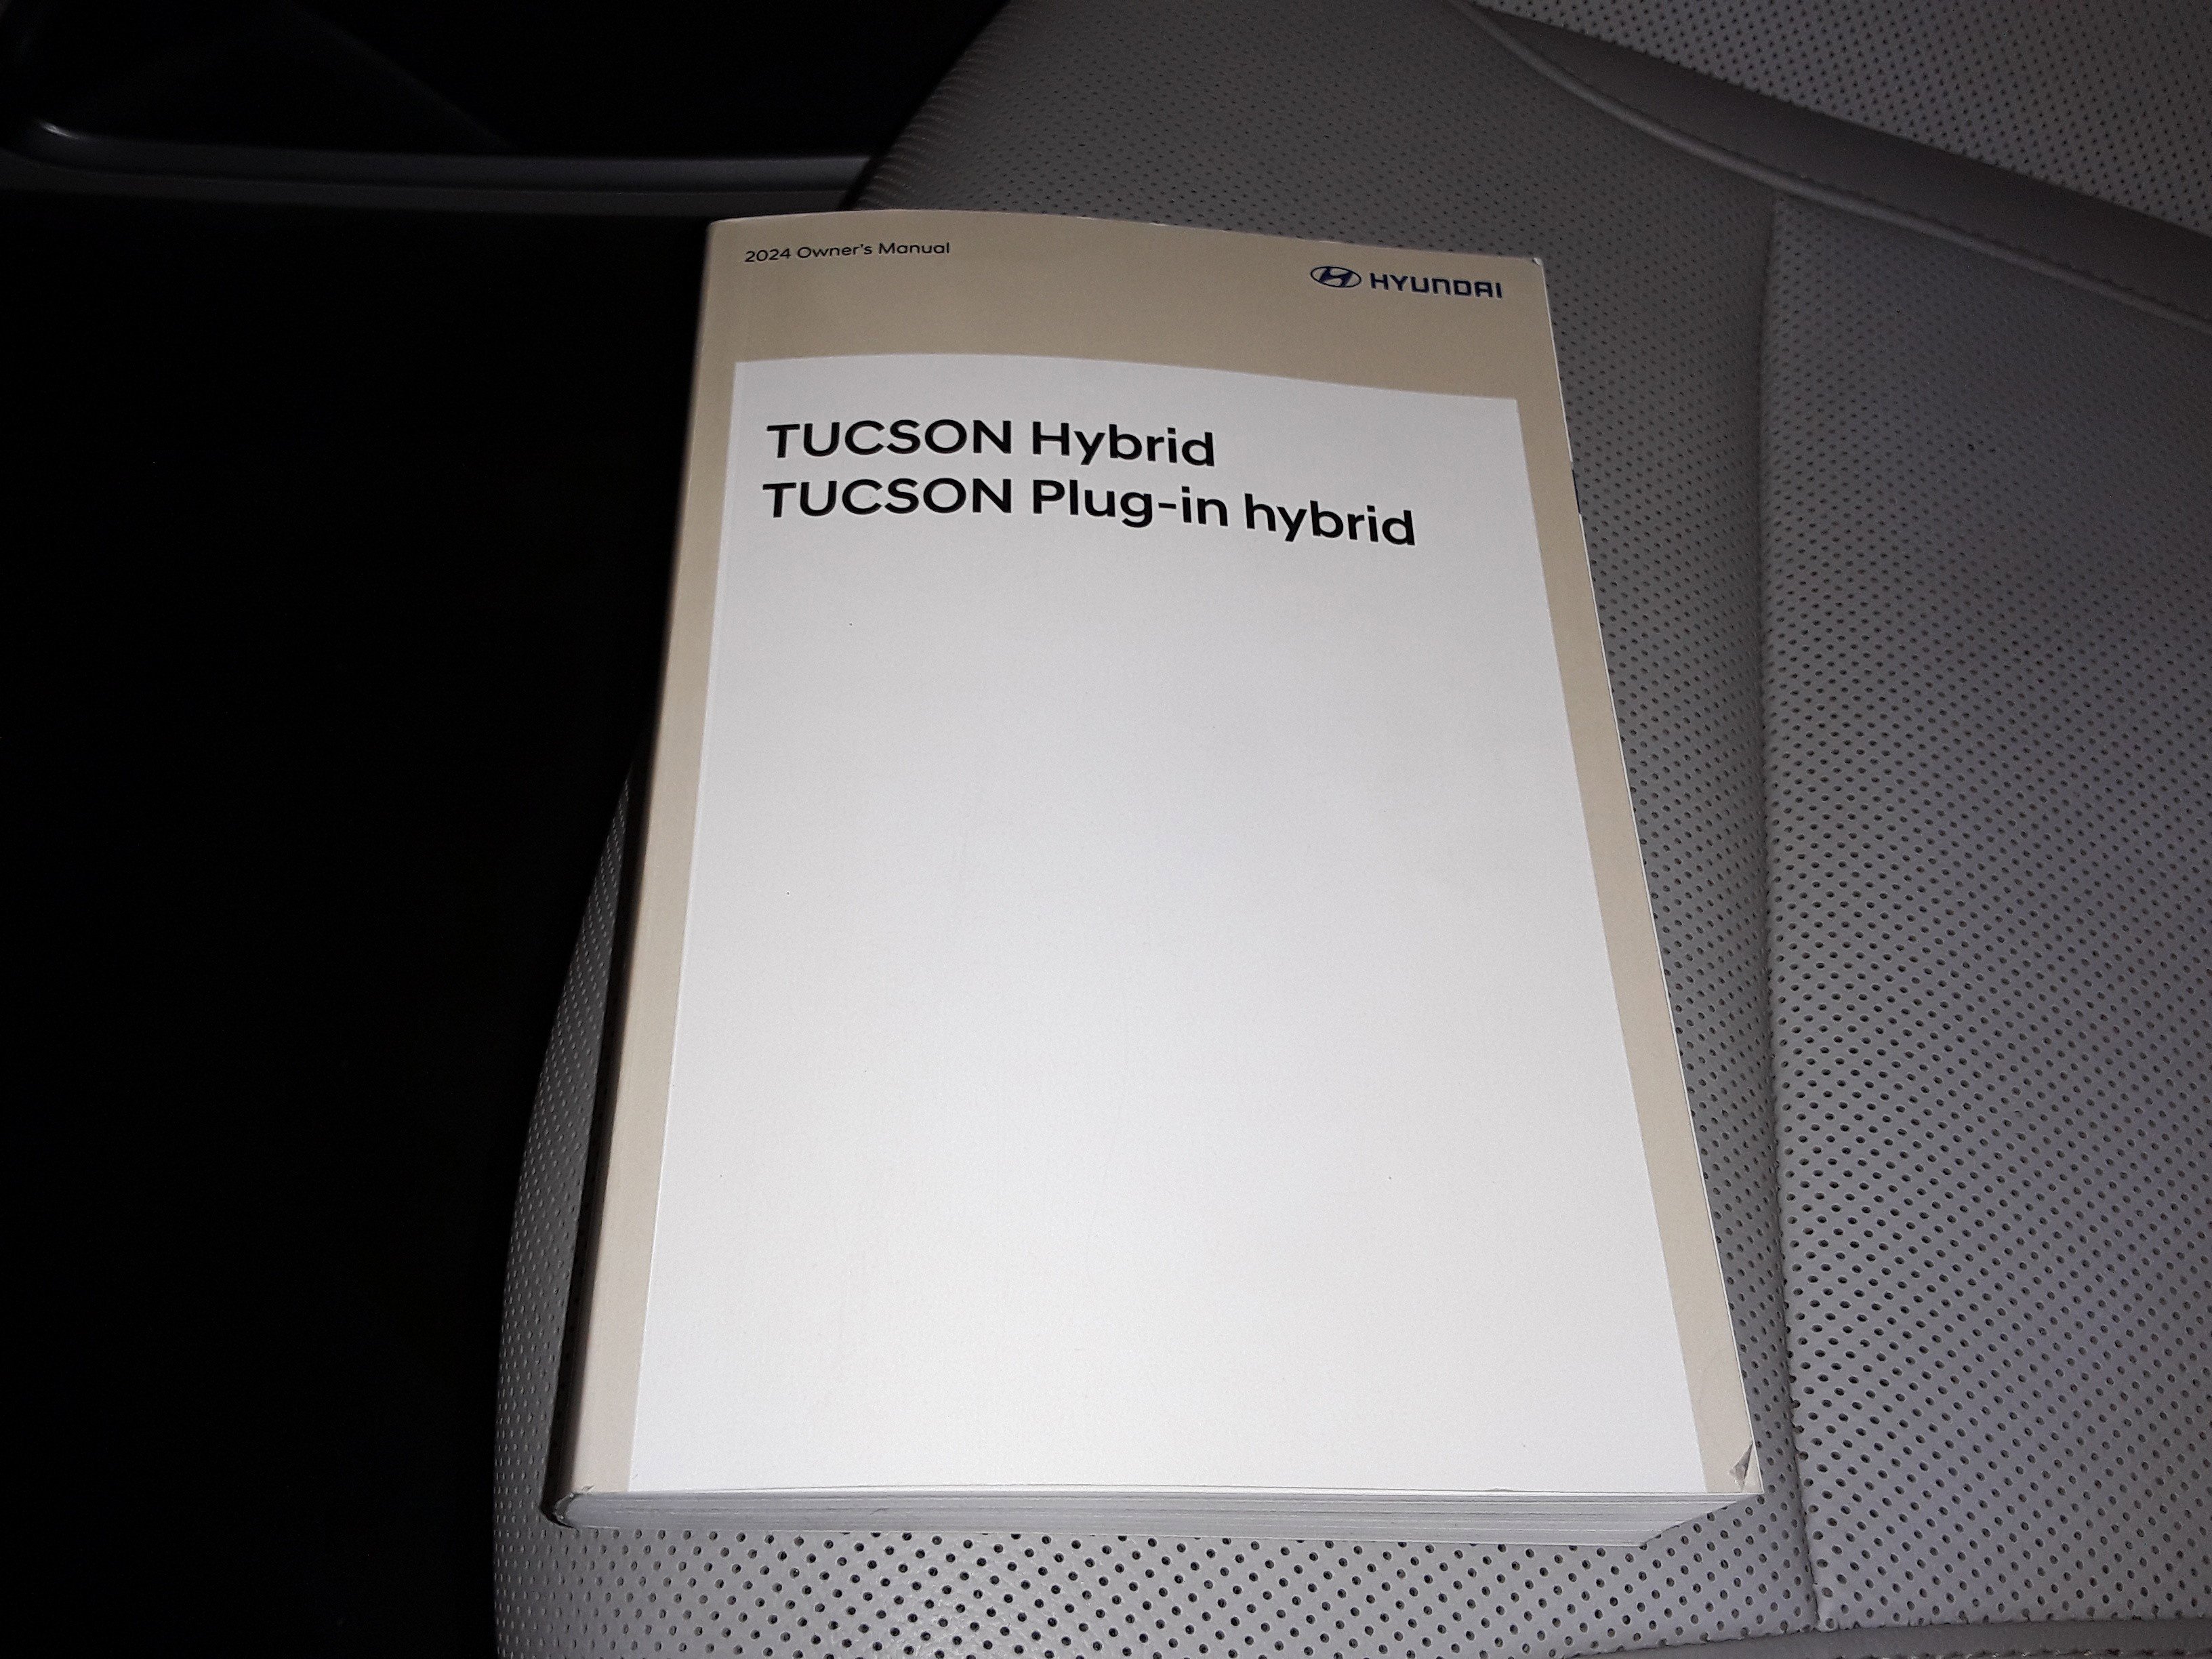 2024 Owner's Manual
HYUNDAI
TUCSON Hybrid
TUCSON Plug-in hybrid